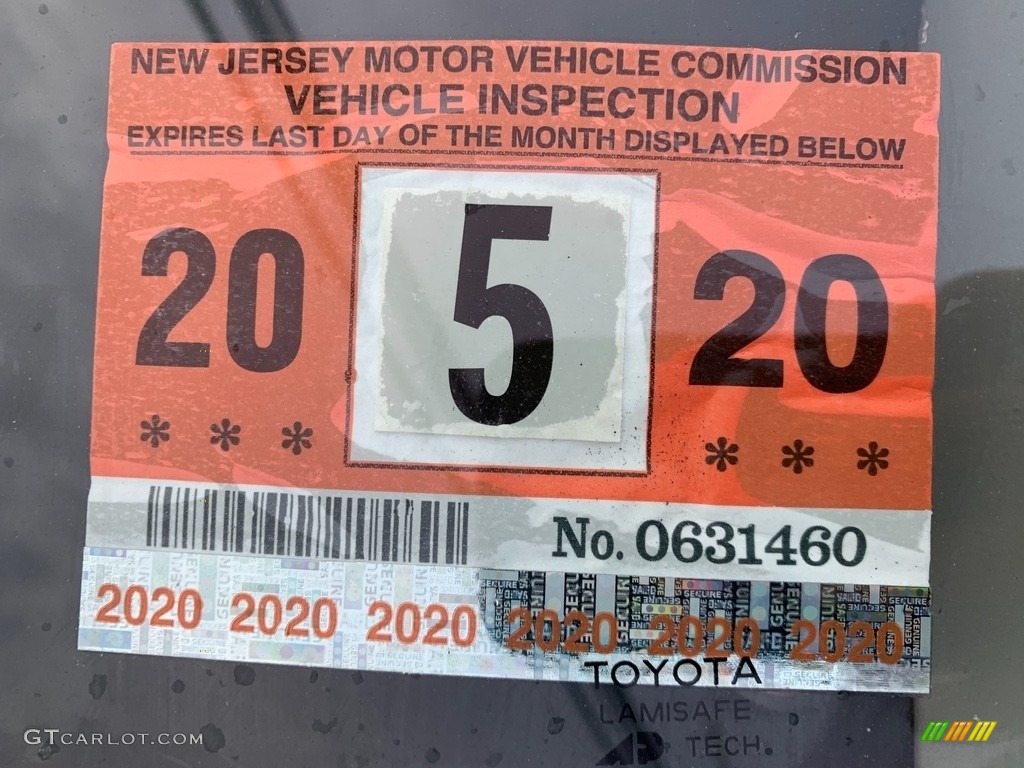 NEW JERSEY MOTOR VEHICLE COMMISSION
VEHICLE INSPECTION
EXPIRES LAST DAY OF THE MONTH DISPLAYED BELOW
20 5 20
* * * * * *
No. 0631460
2020 2020 2020 2020 2020 2020
TOYOTA
LAMISAFE
AP TECH.
GTCARLOT.COM